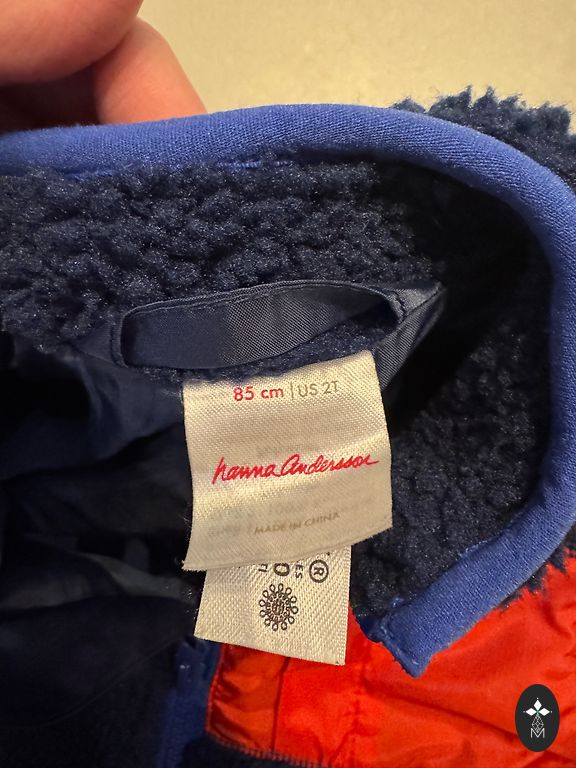 85 cm | US 2T
hanna andersson
MADE IN CHINA
®
M